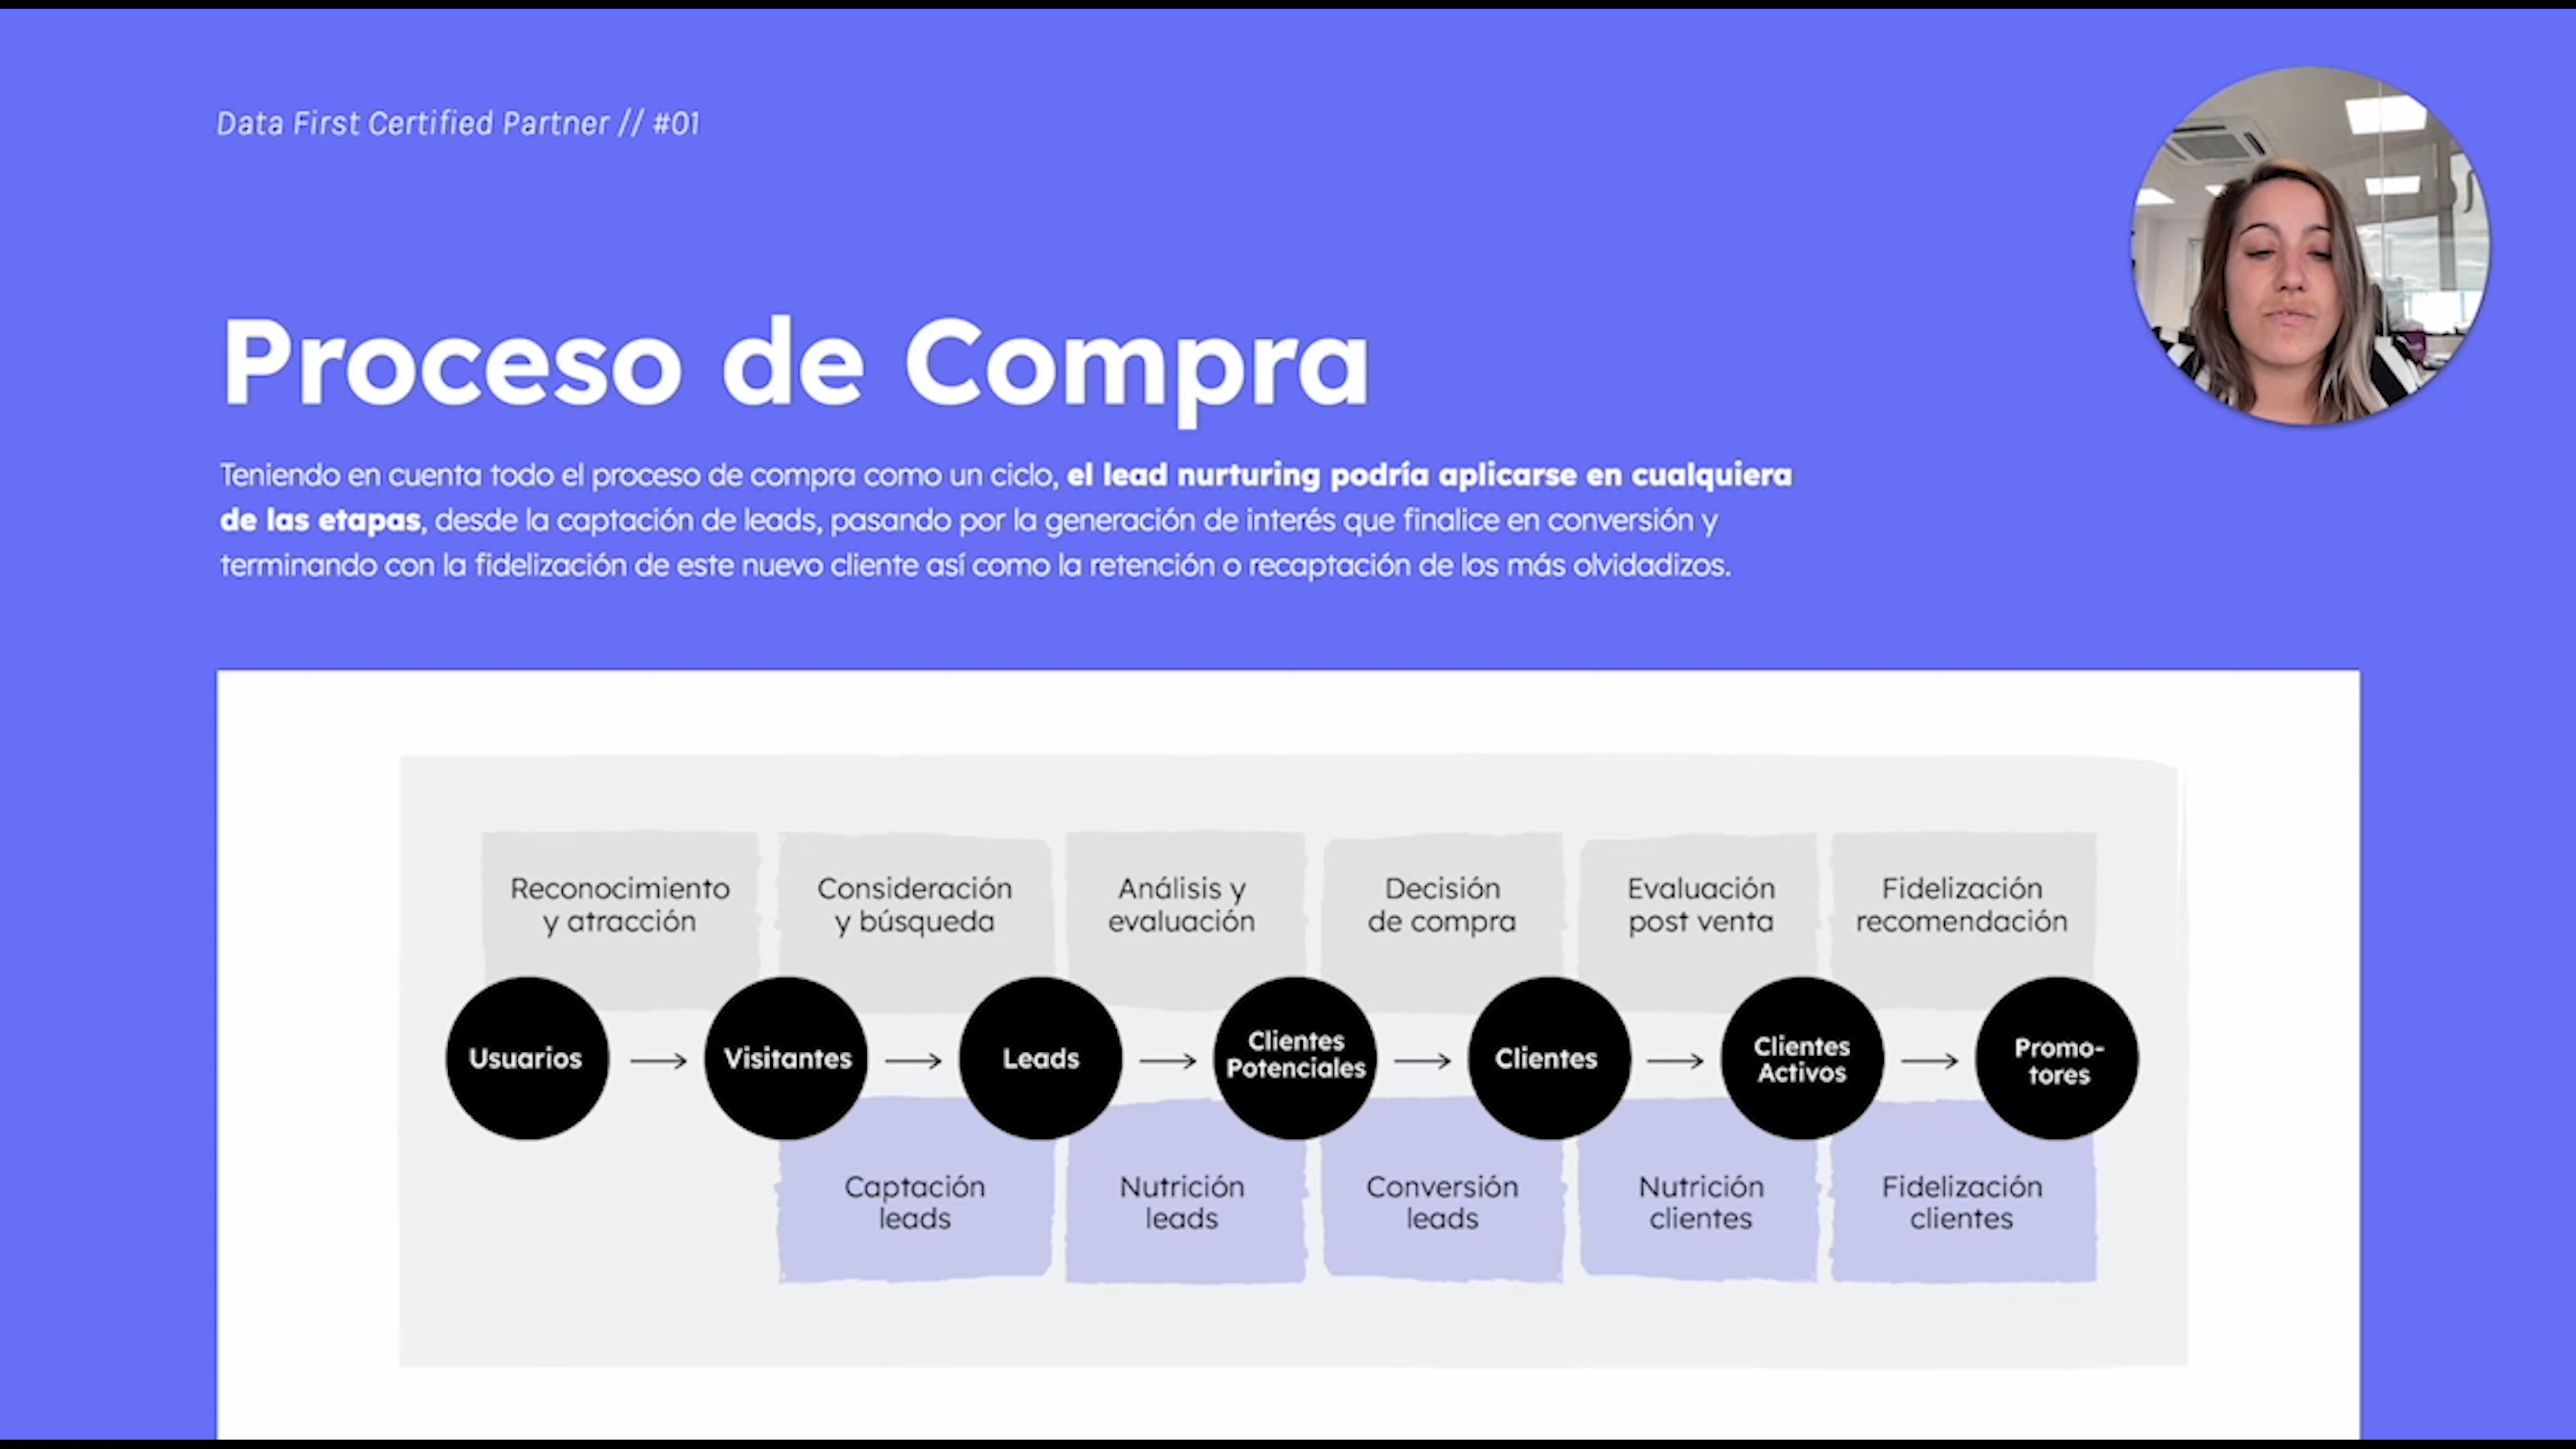 Data First Certified Partner // #01
Proceso de Compra
Teniendo en cuenta todo el proceso de compra como un ciclo, el lead nurturing podría aplicarse en cualquiera
de las etapas, desde la captación de leads, pasando por la generación de interés que finalice en conversión y
terminando con la fidelización de este nuevo cliente así como la retención o recaptación de los más olvidadizos.
Reconocimiento
y atracción
Consideración
y búsqueda
Análisis y
evaluación
Decisión
de compra
Evaluación
post venta
Fidelización
recomendación
Usuarios
Visitantes
Leads
Clientes
Potenciales
Clientes
Clientes
Activos
Promo-
tores
Captación
leads
Nutrición
leads
Conversión
leads
Nutrición
clientes
Fidelización
clientes